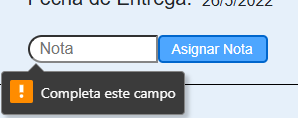 Fecha de Entrega: 26/5/2022
Nota
Asignar Nota
Completa este campo